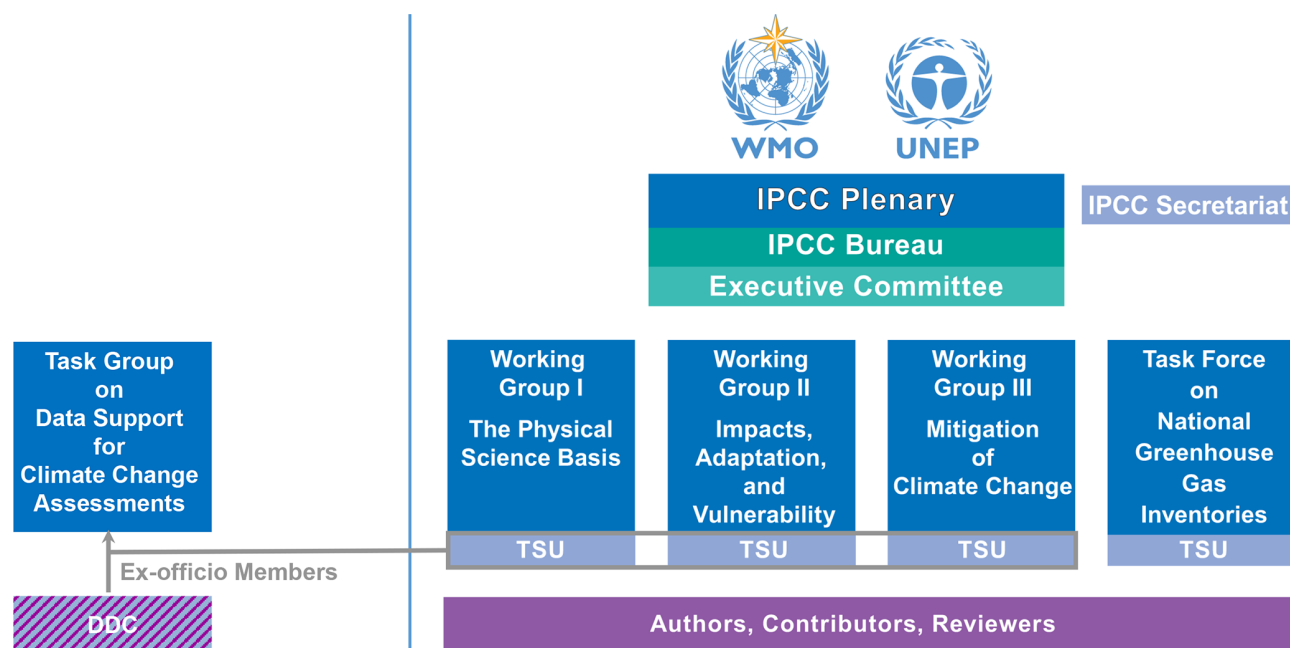 WMO
UNEP
IPCC Plenary
IPCC Secretariat
IPCC Bureau
Executive Committee
Task Group
on
Data Support
for
Climate Change
Assessments
Working
Group I
The Physical
Science Basis
TSU
Working
Group II
Impacts,
Adaptation,
and
Vulnerability
TSU
Working
Group III
Mitigation
of
Climate Change
TSU
Task Force
on
National
Greenhouse
Gas
Inventories
TSU
Ex-officio Members
DDC
Authors, Contributors, Reviewers